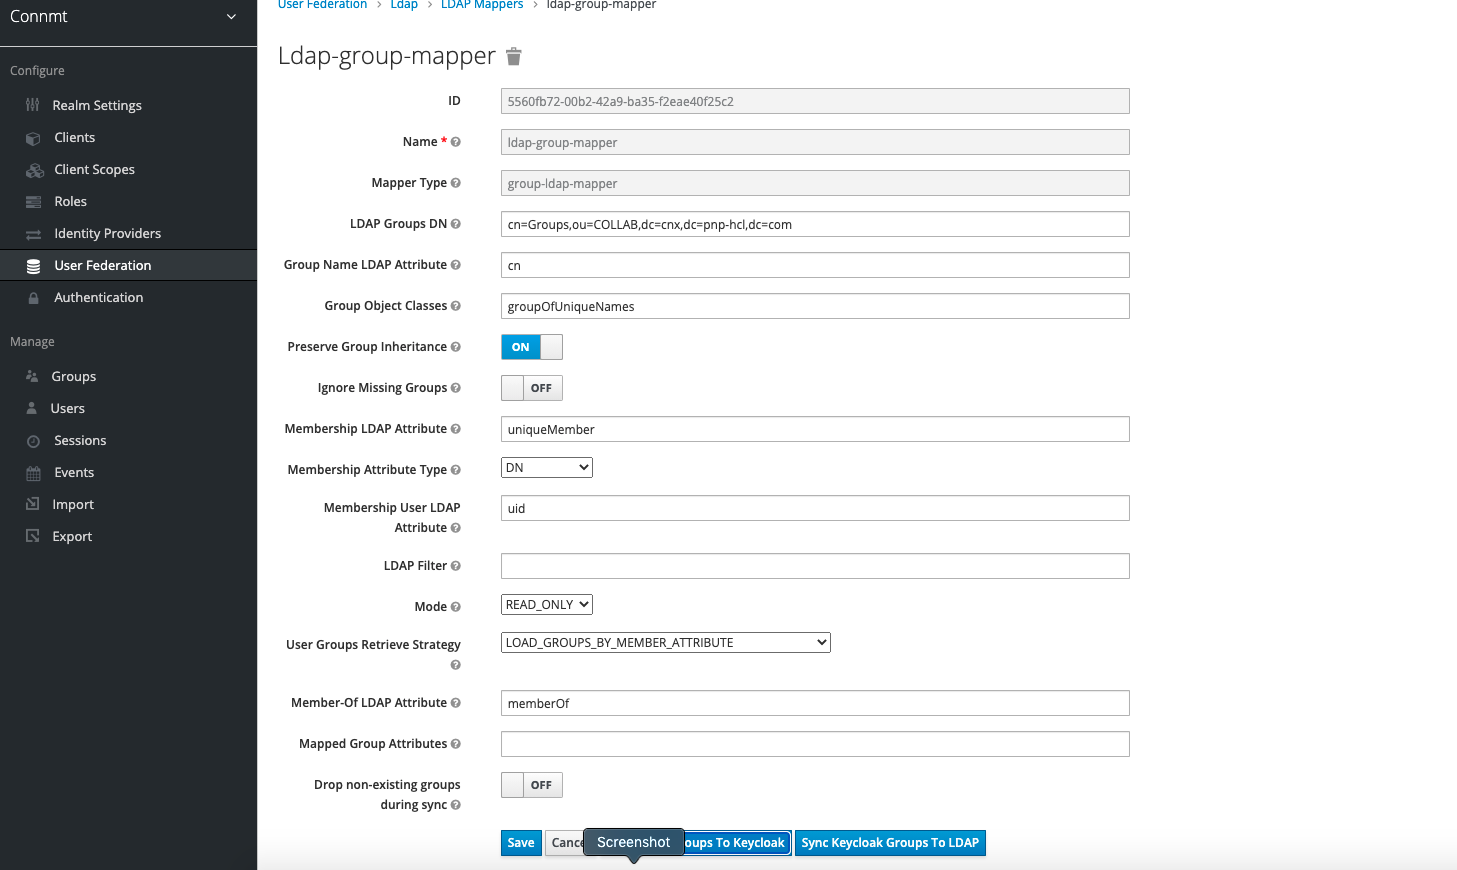 Connmt
User Federation > Ldap > LDAP Mappers > ldap-group-mapper
Ldap-group-mapper
Configure
Realm Settings
Clients
Client Scopes
Roles
Identity Providers
User Federation
Authentication
Manage
Groups
Users
Sessions
Events
Import
Export
ID 5560fb72-00b2-42a9-ba35-f2eae40f25c2
Name * ldap-group-mapper
Mapper Type group-ldap-mapper
LDAP Groups DN cn=Groups,ou=COLLAB,dc=cnx,dc=pnp-hcl,dc=com
Group Name LDAP Attribute cn
Group Object Classes groupOfUniqueNames
Preserve Group Inheritance ON
Ignore Missing Groups OFF
Membership LDAP Attribute uniqueMember
Membership Attribute Type DN
Membership User LDAP
Attribute uid
LDAP Filter
Mode READ_ONLY
User Groups Retrieve Strategy LOAD_GROUPS_BY_MEMBER_ATTRIBUTE
Member-Of LDAP Attribute memberOf
Mapped Group Attributes
Drop non-existing groups
during sync OFF
Save Screenshot To Keycloak Sync Keycloak Groups To LDAP